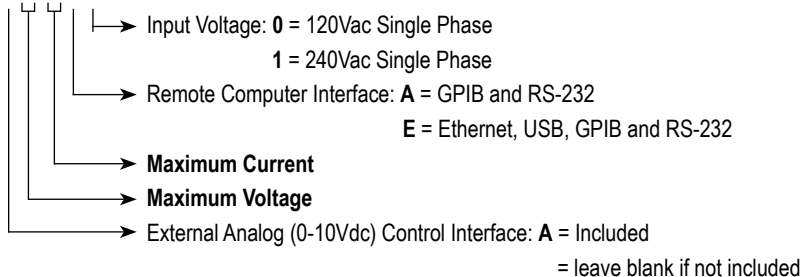 Input Voltage: 0 = 120Vac Single Phase
1 = 240Vac Single Phase
Remote Computer Interface: A = GPIB and RS-232
E = Ethernet, USB, GPIB and RS-232
Maximum Current
Maximum Voltage
External Analog (0-10Vdc) Control Interface: A = Included
= leave blank if not included